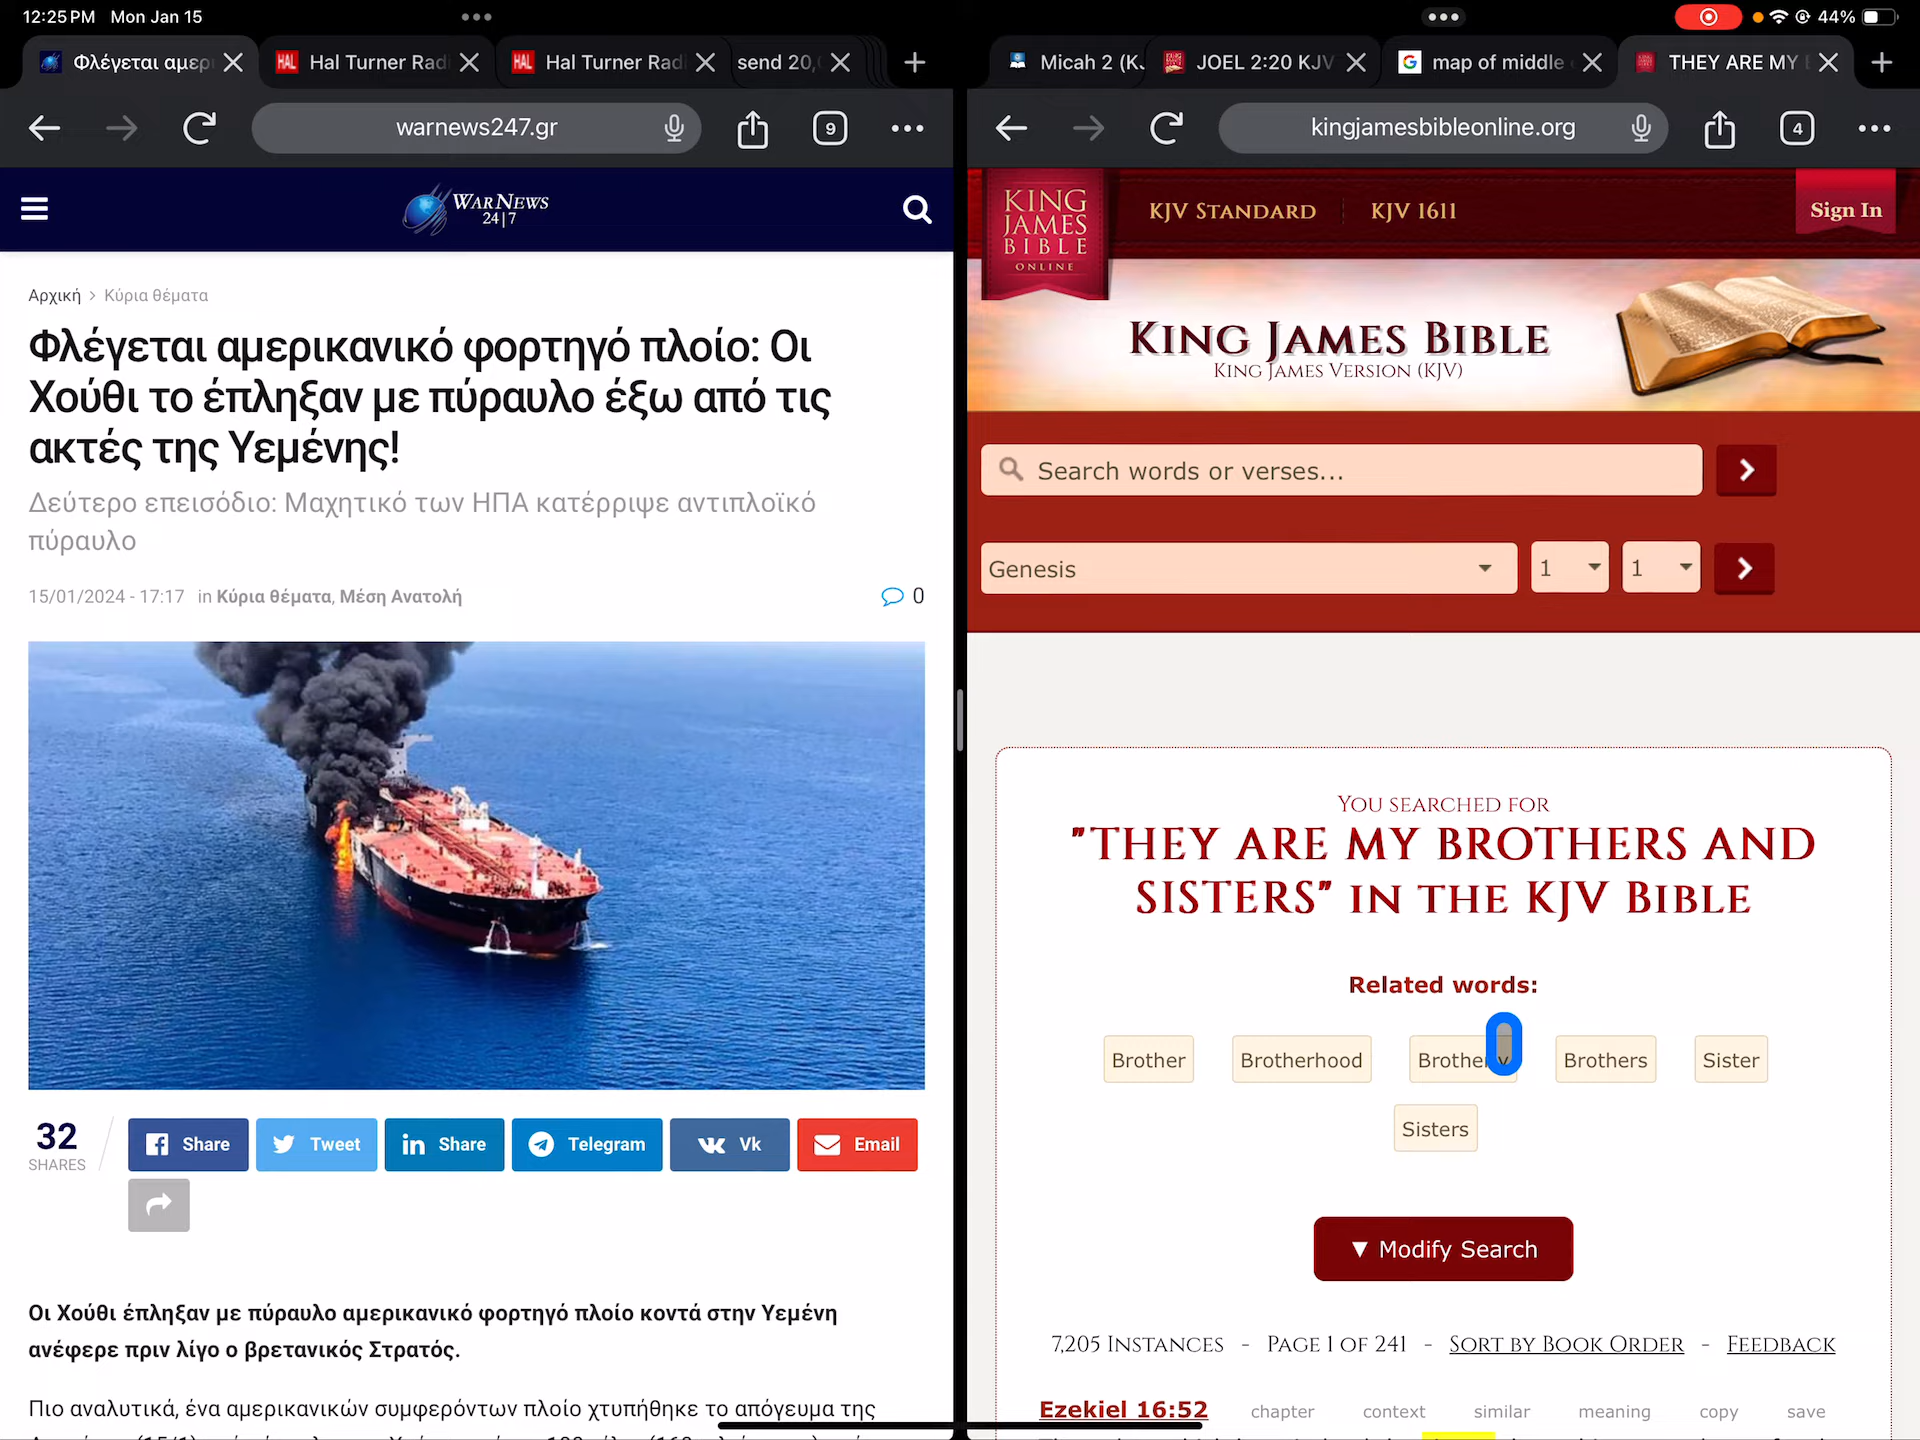 12:25 PM Mon Jan 15
44%
Φλέγεται αμερ
HAL Hal Turner Rad
HAL Hal Turner Rad
send 20,
warnews247.gr
9
WarNews
24|7
Αρχική > Κύρια θέματα
Φλέγεται αμερικανικό φορτηγό πλοίο: Οι
Χούθι το έπληξαν με πύραυλο έξω από τις
ακτές της Υεμένης!
Δεύτερο επεισόδιο: Μαχητικό των ΗΠΑ κατέρριψε αντιπλοϊκό
πύραυλο
15/01/2024 - 17:17 in Κύρια θέματα, Μέση Ανατολή
0
32
SHARES
Share
Tweet
Share
Telegram
Vk
Email
Οι Χούθι έπληξαν με πύραυλο αμερικανικό φορτηγό πλοίο κοντά στην Υεμένη
ανέφερε πριν λίγο ο βρετανικός Στρατός.
Πιο αναλυτικά, ένα αμερικανικών συμφερόντων πλοίο χτυπήθηκε το απόγευμα της
Micah 2 (KJ
JOEL 2:20 KJV
map of middle
THEY ARE MY
kingjamesbibleonline.org
4
KING
JAMES
BIBLE
ONLINE
KJV Standard
KJV 1611
Sign In
King James Bible
King James Version (KJV)
Search words or verses...
Genesis
1
1
You searched for
"THEY ARE MY BROTHERS AND
SISTERS" in the KJV Bible
Related words:
Brother
Brotherhood
Brotherly
Brothers
Sister
Sisters
▼ Modify Search
7,205 Instances - Page 1 of 241 - Sort by Book Order - Feedback
Ezekiel 16:52 chapter context similar meaning copy save